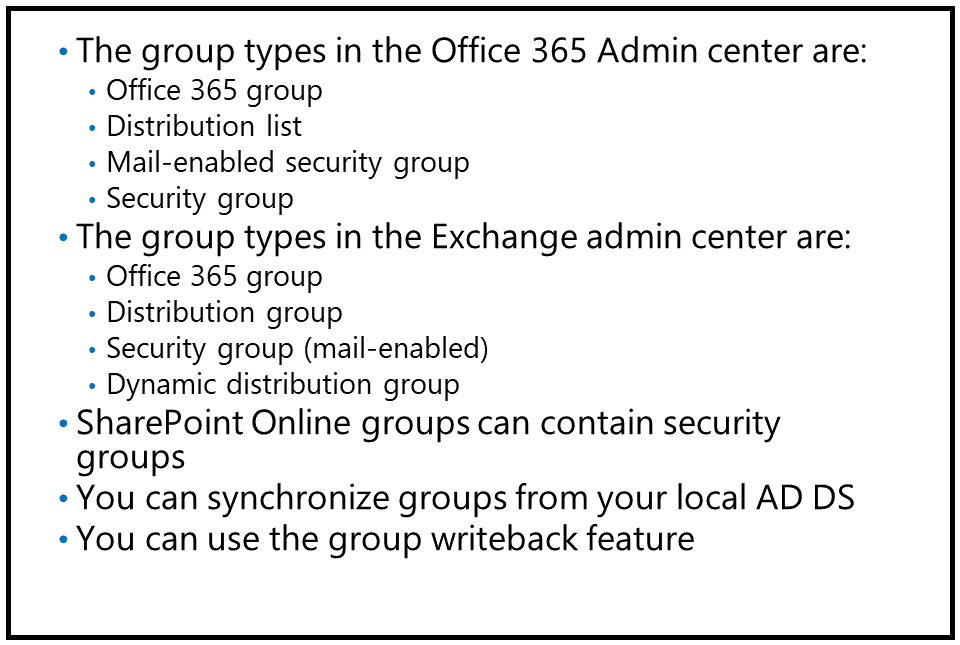 • The group types in the Office 365 Admin center are:
• Office 365 group
• Distribution list
• Mail-enabled security group
• Security group
• The group types in the Exchange admin center are:
• Office 365 group
• Distribution group
• Security group (mail-enabled)
• Dynamic distribution group
• SharePoint Online groups can contain security
groups
• You can synchronize groups from your local AD DS
• You can use the group writeback feature